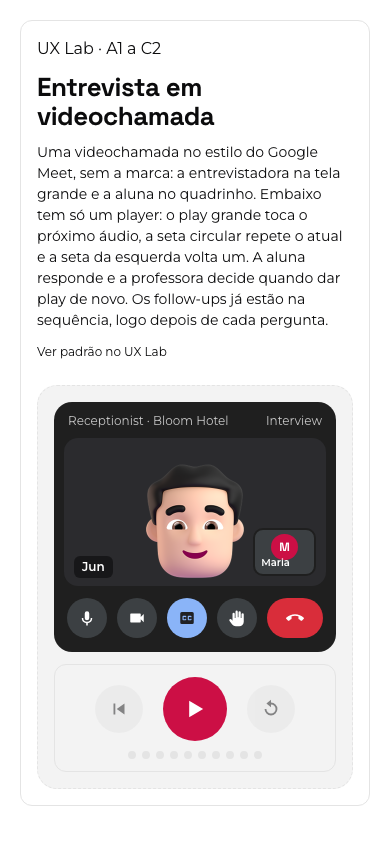 UX Lab · A1 a C2
Entrevista em
videochamada
Uma videochamada no estilo do Google
Meet, sem a marca: a entrevistadora na tela
grande e a aluna no quadrinho. Embaixo
tem só um player: o play grande toca o
próximo áudio, a seta circular repete o atual
e a seta da esquerda volta um. A aluna
responde e a professora decide quando dar
play de novo. Os follow-ups já estão na
sequência, logo depois de cada pergunta.
Ver padrão no UX Lab
Receptionist · Bloom Hotel
Interview
M
Maria
Jun
CC